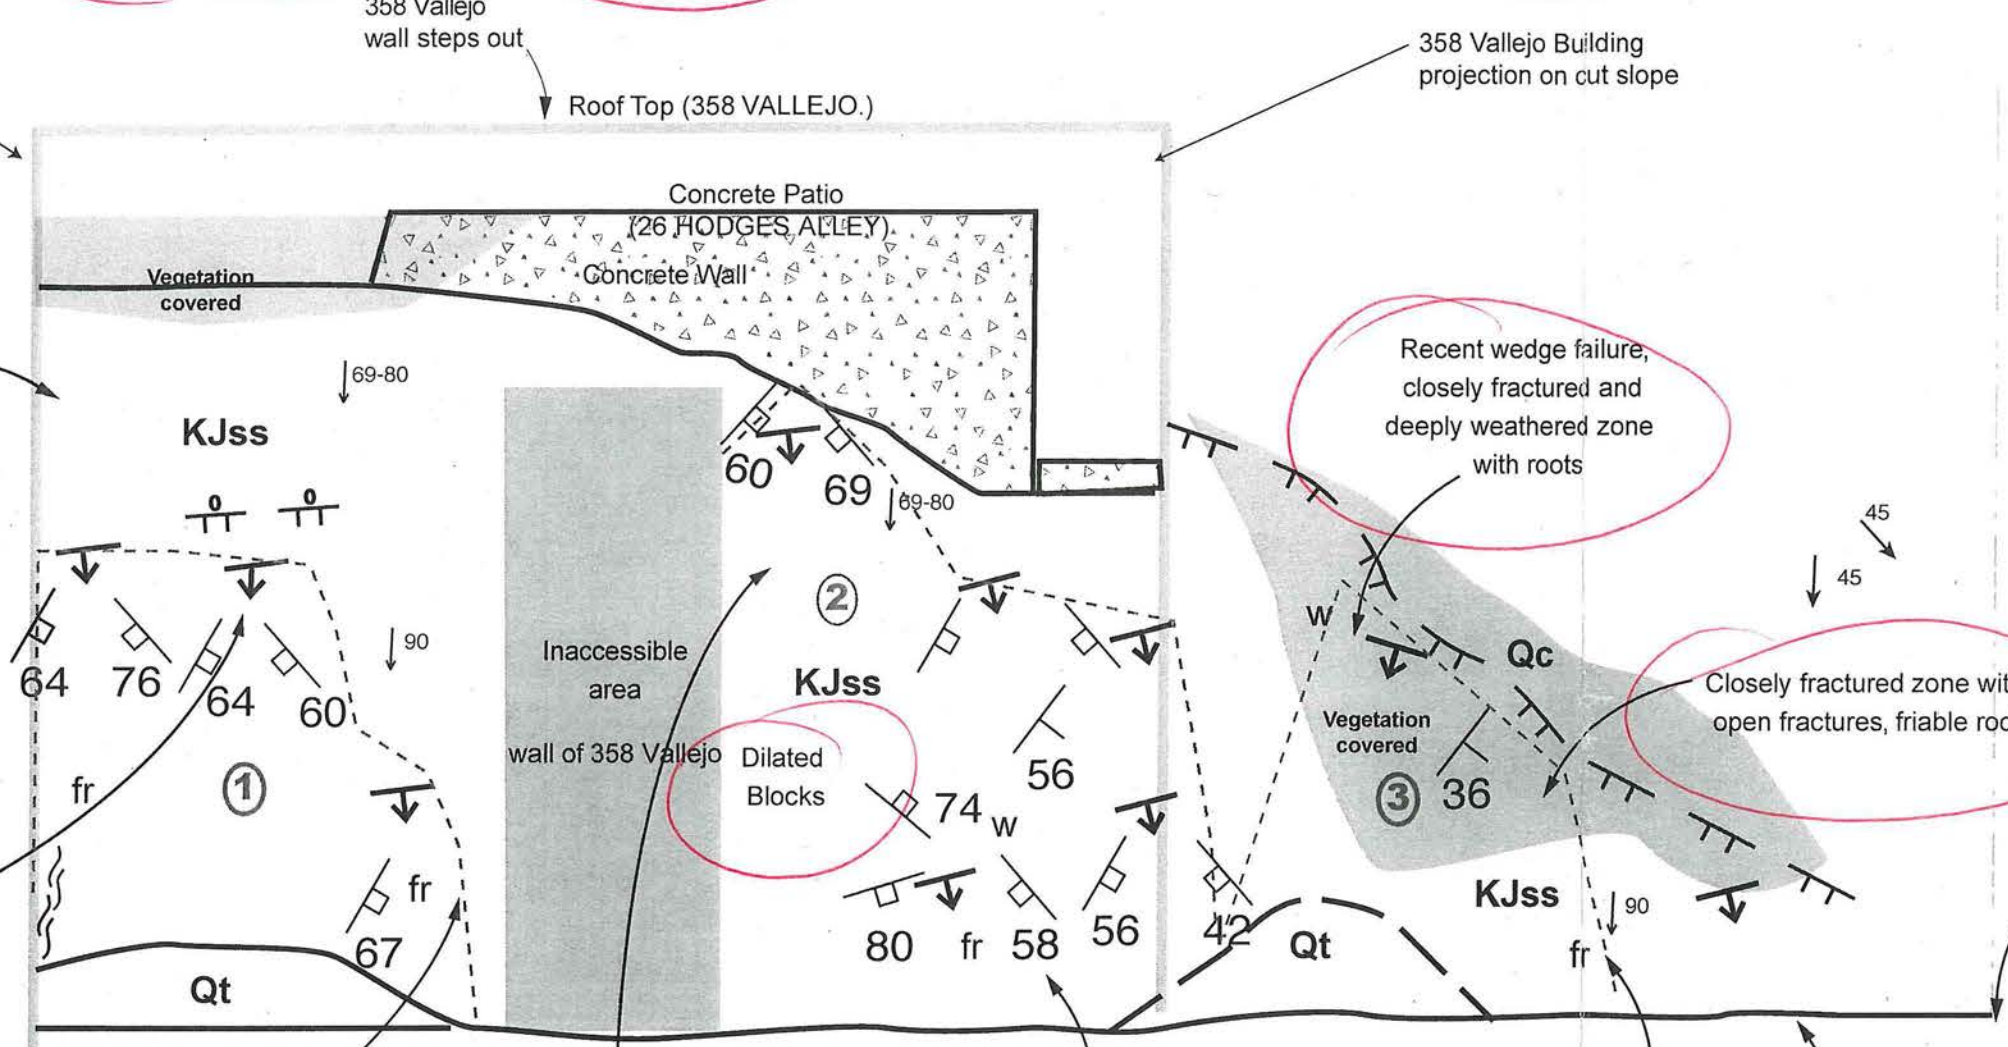 358 Vallejo
wall steps out
358 Vallejo Building
projection on cut slope
Roof Top (358 VALLEJO.)
Concrete Patio
(26 HODGES ALLEY)
Concrete Wall
Vegetation
covered
Recent wedge failure,
closely fractured and
deeply weathered zone
with roots
69-80
KJss
60
69
69-80
0
0
45
45
2
w
Qc
90
Inaccessible
area
KJss
64
76
64
60
Closely fractured zone
open fractures, friable
Vegetation
covered
wall of 358 Vallejo
Dilated
Blocks
56
fr
1
74
w
3
36
fr
67
80
fr
58
56
42
KJss
90
Qt
fr
Qt